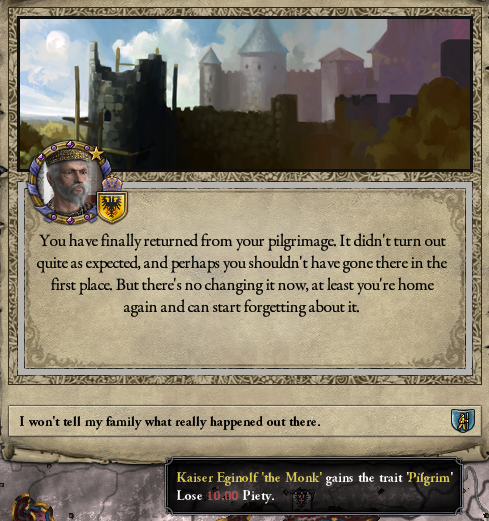 You have finally returned from your pilgrimage. It didn't turn out
quite as expected, and perhaps you shouldn't have gone there in the
first place. But there's no changing it now, at least you're home
again and can start forgetting about it.
I won't tell my family what really happened out there.
Kaiser Eginolf 'the Monk' gains the trait 'Pilgrim'
Lose 10.00 Piety.